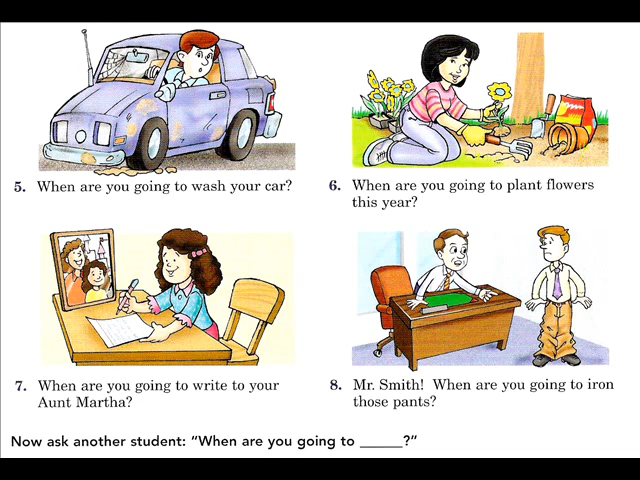 5. When are you going to wash your car?
6. When are you going to plant flowers
this year?
7. When are you going to write to your
Aunt Martha?
8. Mr. Smith! When are you going to iron
those pants?
Now ask another student: “When are you going to ______?”